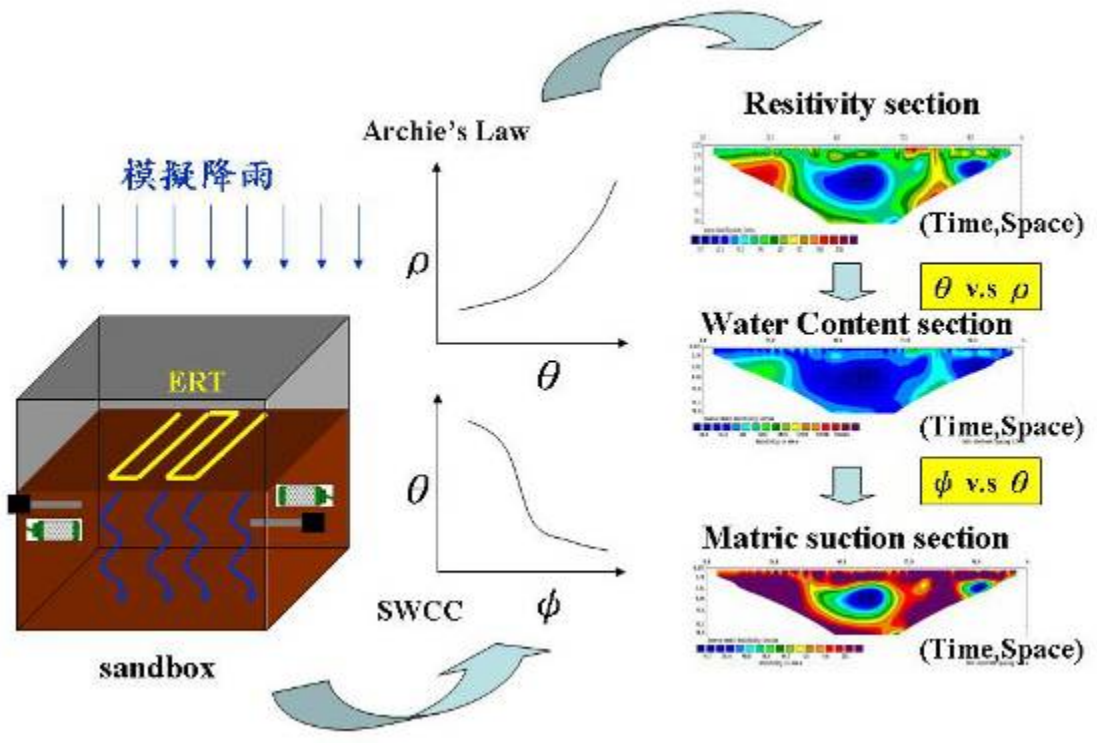 模擬降雨
ERT
sandbox
Archie's Law
ρ
θ
θ
SWCC
ϕ
Resitivity section
(Time,Space)
θ v.s ρ
Water Content section
(Time,Space)
ϕ v.s θ
Matric suction section
(Time,Space)